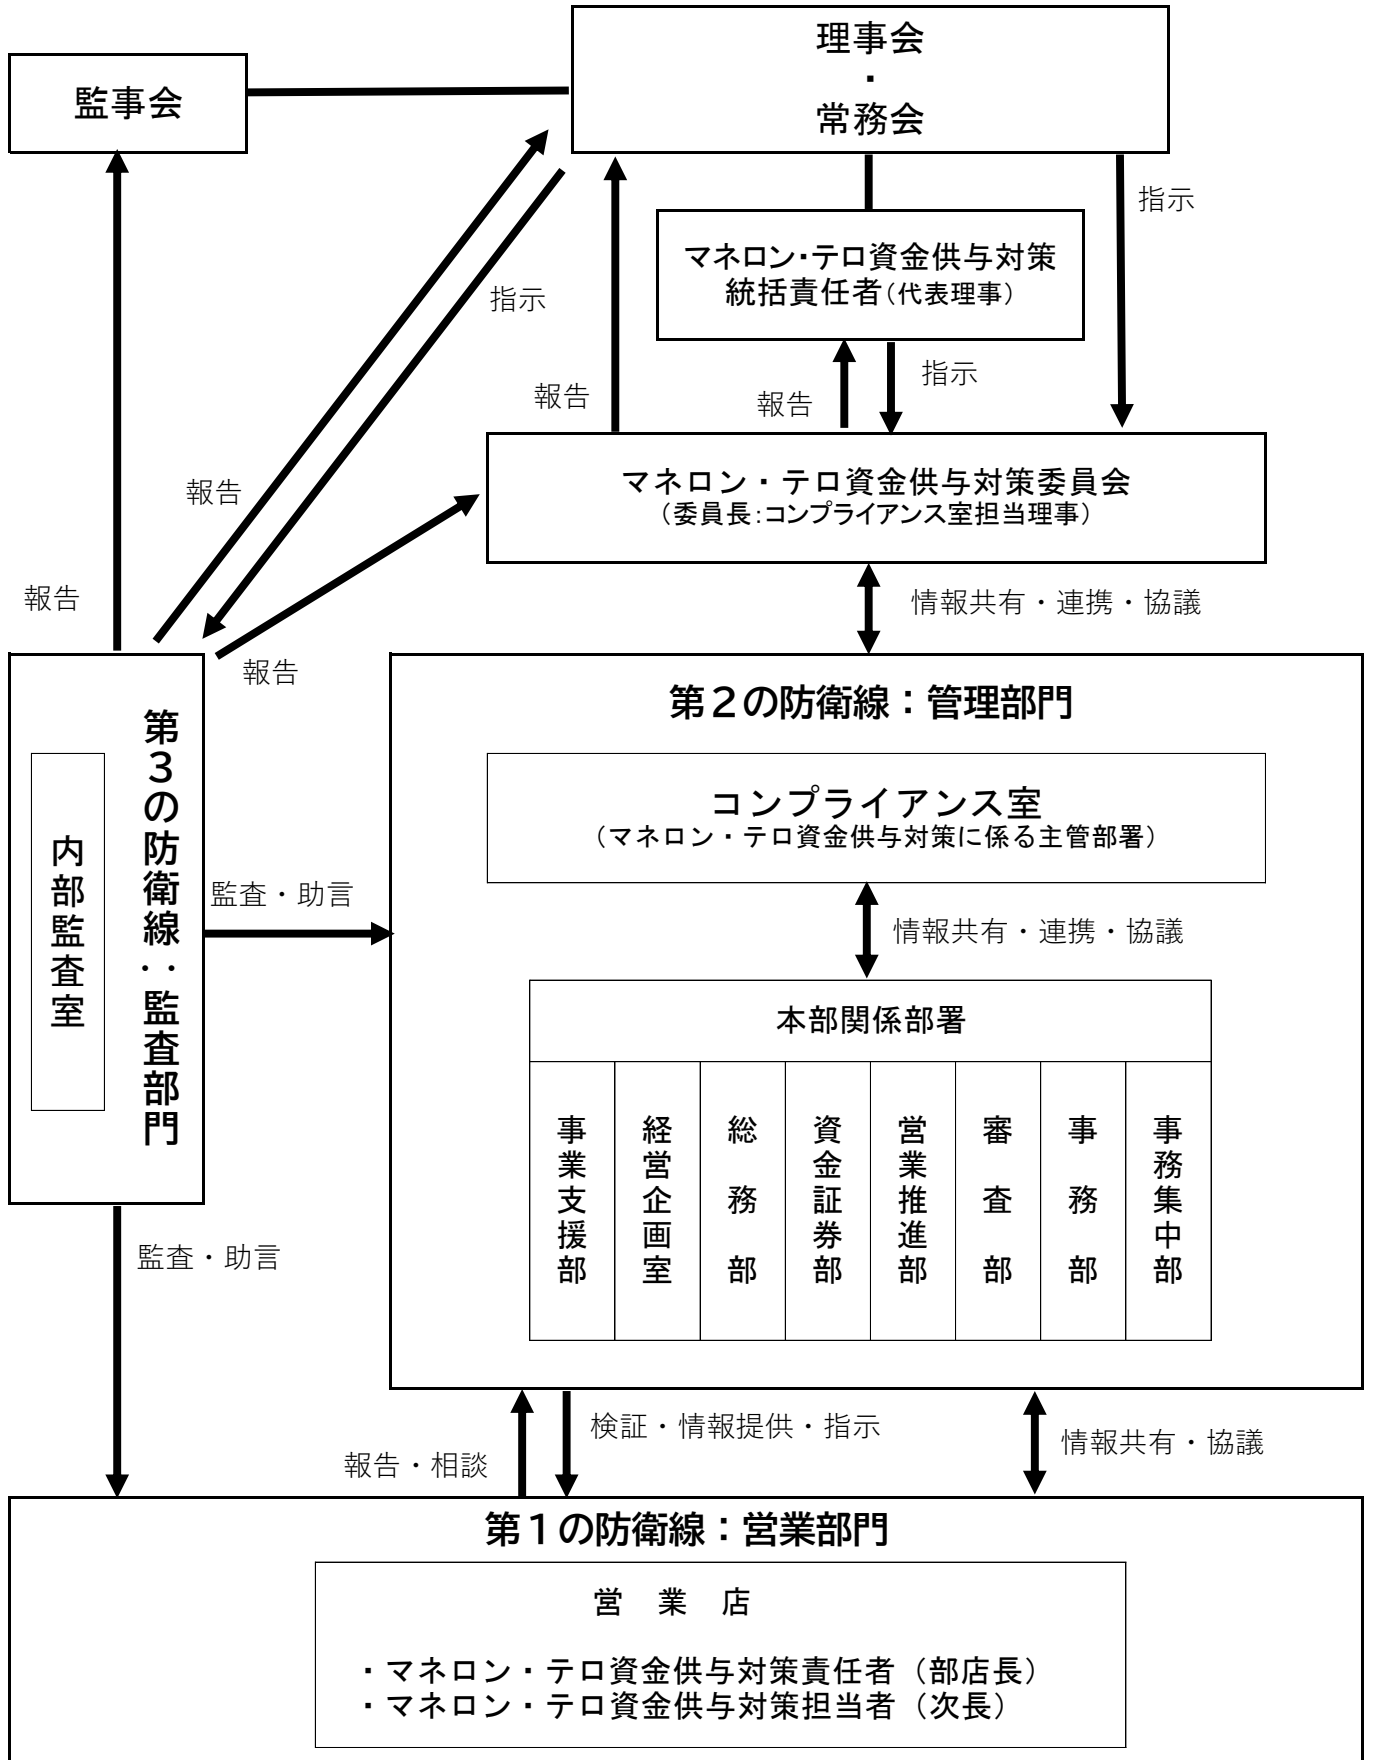 理事会
・
常務会
監事会
指示
マネロン・テロ資金供与対策
統括責任者（代表理事）
指示
指示
報告
報告
マネロン・テロ資金供与対策委員会
（委員長：コンプライアンス室担当理事）
報告
報告
情報共有・連携・協議
報告
第２の防衛線：管理部門
第３の防衛線：監査部門
内部監査室
コンプライアンス室
（マネロン・テロ資金供与対策に係る主管部署）
監査・助言
情報共有・連携・協議
本部関係部署
事業支援部
経営企画室
総務部
資金証券部
営業推進部
審査部
事務部
事務集中部
監査・助言
検証・情報提供・指示
報告・相談
情報共有・協議
第１の防衛線：営業部門
営　業　店
・マネロン・テロ資金供与対策責任者（部店長）
・マネロン・テロ資金供与対策担当者（次長）